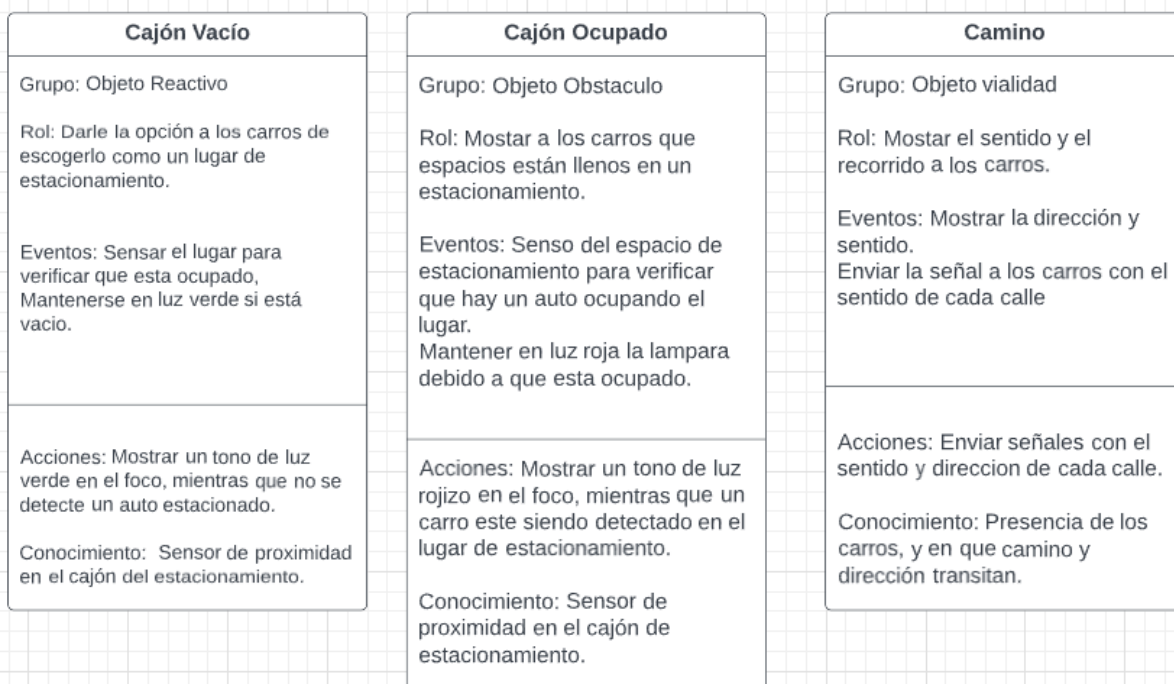 Cajón Vacío
Grupo: Objeto Reactivo
Rol: Darle la opción a los carros de
escogerlo como un lugar de
estacionamiento.
Eventos: Sensar el lugar para
verificar que esta ocupado,
Mantenerse en luz verde si está
vacio.
Acciones: Mostrar un tono de luz
verde en el foco, mientras que no se
detecte un auto estacionado.
Conocimiento: Sensor de proximidad
en el cajón del estacionamiento.
Cajón Ocupado
Grupo: Objeto Obstaculo
Rol: Mostar a los carros que
espacios están llenos en un
estacionamiento.
Eventos: Senso del espacio de
estacionamiento para verificar
que hay un auto ocupando el
lugar.
Mantener en luz roja la lampara
debido a que esta ocupado.
Acciones: Mostrar un tono de luz
rojizo en el foco, mientras que un
carro este siendo detectado en el
lugar de estacionamiento.
Conocimiento: Sensor de
proximidad en el cajón de
estacionamiento.
Camino
Grupo: Objeto vialidad
Rol: Mostar el sentido y el
recorrido a los carros.
Eventos: Mostrar la dirección y
sentido.
Enviar la señal a los carros con el
sentido de cada calle
Acciones: Enviar señales con el
sentido y direccion de cada calle.
Conocimiento: Presencia de los
carros, y en que camino y
dirección transitan.